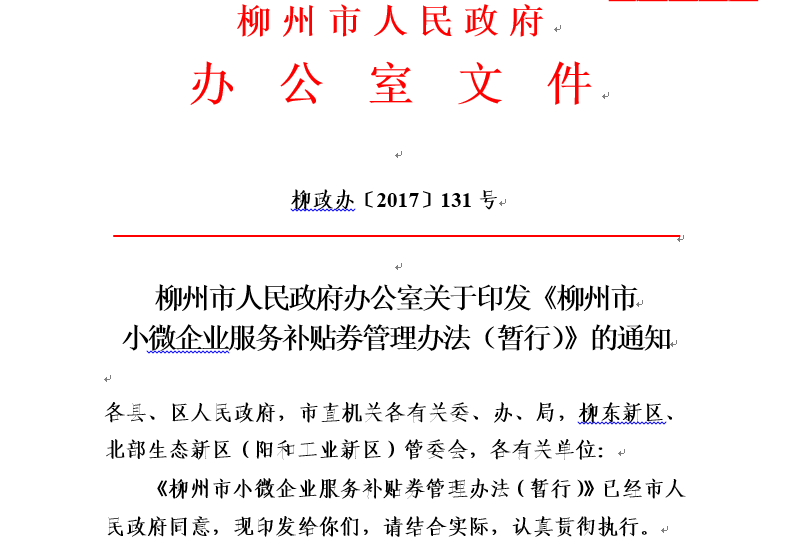 柳州市人民政府
办公室文件
柳政办〔2017〕131号
柳州市人民政府办公室关于印发《柳州市
小微企业服务补贴券管理办法（暂行）》的通知
各县、区人民政府，市直机关各有关委、办、局，柳东新区、
北部生态新区（阳和工业新区）管委会，各有关单位：
《柳州市小微企业服务补贴券管理办法（暂行）》已经市人
民政府同意，现印发给你们，请结合实际，认真贯彻执行。